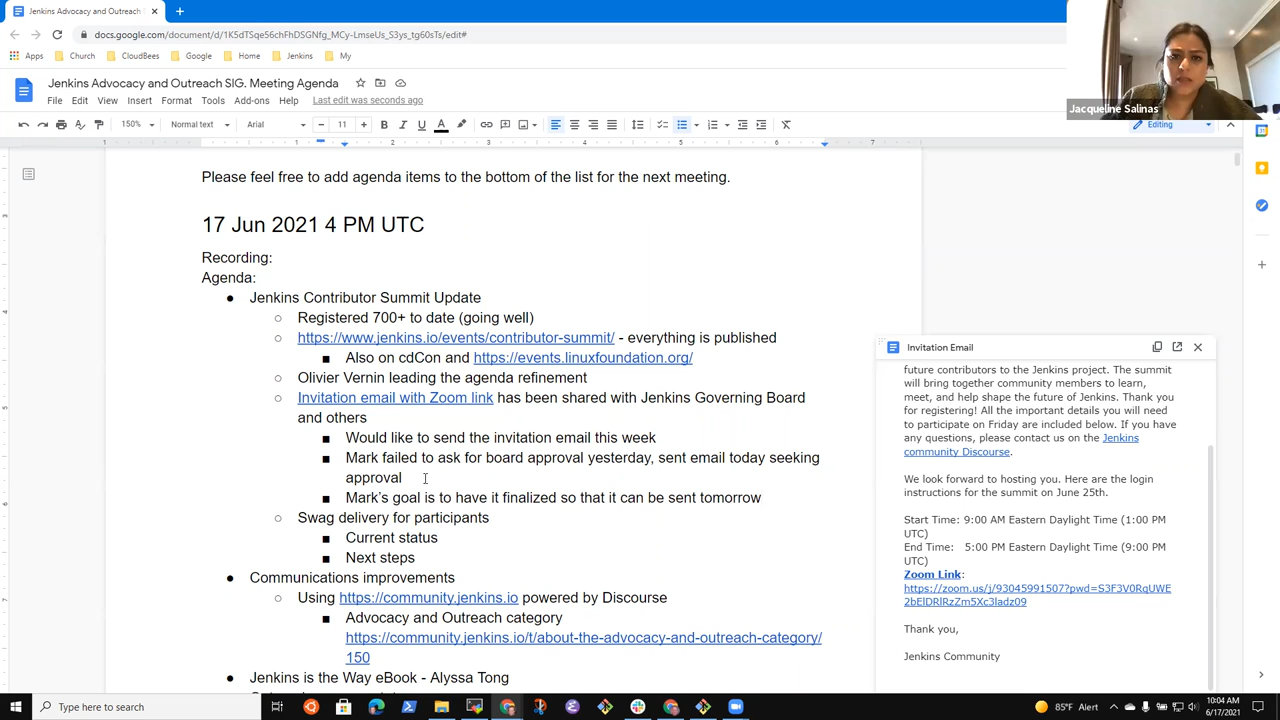 Jenkins Advocacy and Outreach S
docs.google.com/document/d/1K5dTSqe56chFhDSGNfg_MCy-LmseUs_S3ys_tg60sTs/edit#
Apps Church CloudBees Google Home Jenkins My
Jacqueline Salinas
Jenkins Advocacy and Outreach SIG. Meeting Agenda
File Edit View Insert Format Tools Add-ons Help Last edit was seconds ago
150% Normal text Arial 11 Editing
1 1 2 3 4 5 6 7
Please feel free to add agenda items to the bottom of the list for the next meeting.
17 Jun 2021 4 PM UTC
Recording:
Agenda:
● Jenkins Contributor Summit Update
○ Registered 700+ to date (going well)
○ https://www.jenkins.io/events/contributor-summit/ - everything is published
■ Also on cdCon and https://events.linuxfoundation.org/
○ Olivier Vernin leading the agenda refinement
○ Invitation email with Zoom link has been shared with Jenkins Governing Board
and others
■ Would like to send the invitation email this week
■ Mark failed to ask for board approval yesterday, sent email today seeking
approval
■ Mark's goal is to have it finalized so that it can be sent tomorrow
○ Swag delivery for participants
■ Current status
■ Next steps
● Communications improvements
○ Using https://community.jenkins.io powered by Discourse
■ Advocacy and Outreach category
https://community.jenkins.io/t/about-the-advocacy-and-outreach-category/
150
● Jenkins is the Way eBook - Alyssa Tong
Invitation Email
future contributors to the Jenkins project. The summit
will bring together community members to learn,
meet, and help shape the future of Jenkins. Thank you
for registering! All the important details you will need
to participate on Friday are included below. If you have
any questions, please contact us on the Jenkins
community Discourse.
We look forward to hosting you. Here are the login
instructions for the summit on June 25th.
Start Time: 9:00 AM Eastern Daylight Time (1:00 PM
UTC)
End Time: 5:00 PM Eastern Daylight Time (9:00 PM
UTC)
Zoom Link:
https://zoom.us/j/93045991507?pwd=S3F3V0RqUWE
2bElDRlRzZm5Xc3ladz09
Thank you,
Jenkins Community
Type here to search
85°F Alert
10:04 AM
6/17/2021